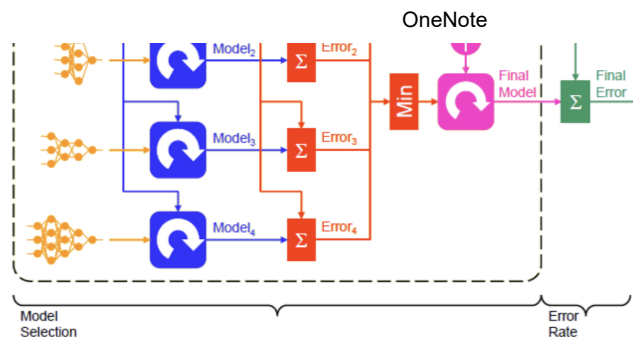 OneNote
Model2
Error2
Final
Model
Final
Error
Σ
Min
Σ
Model3
Error3
Σ
Model4
Error4
Σ
Model
Selection
Error
Rate